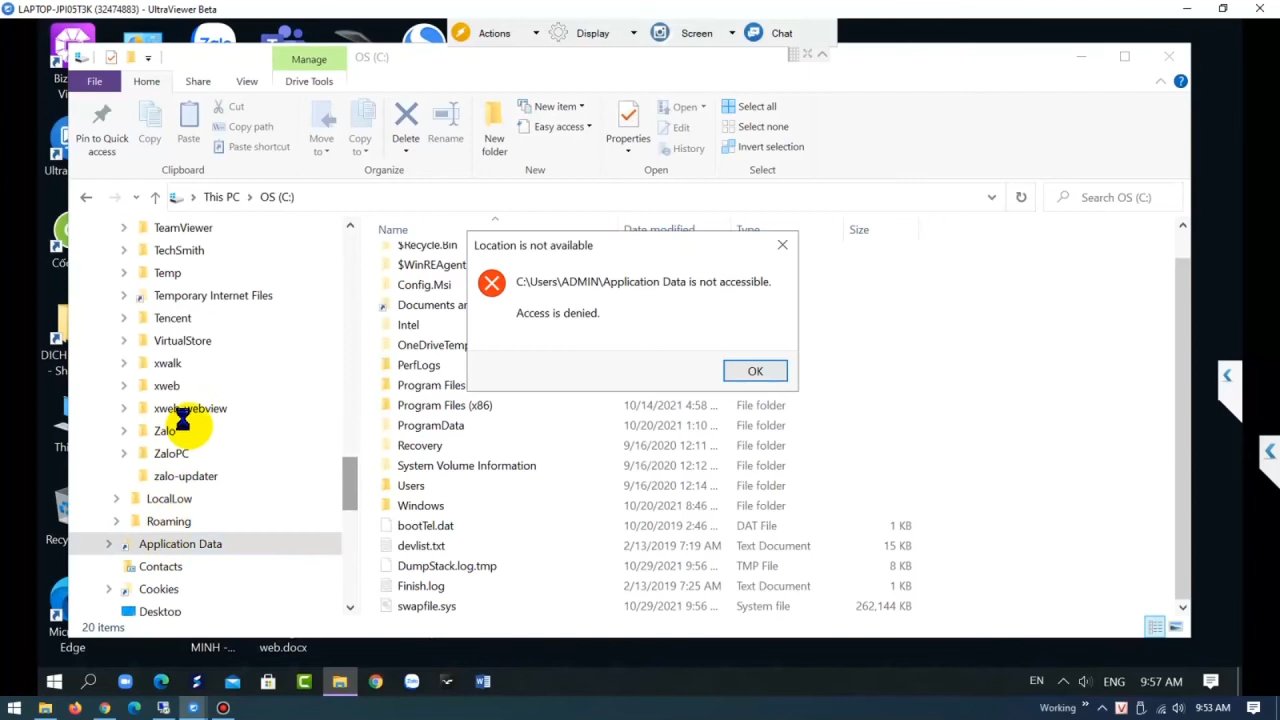 LAPTOP-JPI05T3K (32474883) - UltraViewer Beta
Actions
Display
Screen
Chat
Manage
OS (C:)
File
Home
Share
View
Drive Tools
Pin to Quick access
Copy
Paste
Cut
Copy path
Paste shortcut
Clipboard
Move to
Copy to
Delete
Rename
Organize
New folder
New item
Easy access
New
Properties
Open
Edit
History
Open
Select all
Select none
Invert selection
Select
This PC
OS (C:)
Search OS (C:)
TeamViewer
TechSmith
Temp
Temporary Internet Files
Tencent
VirtualStore
xwalk
xweb
xweb-webview
Zalo
ZaloPC
zalo-updater
LocalLow
Roaming
Application Data
Contacts
Cookies
Desktop
Name Date modified Type Size
$Recycle.Bin
$WinREAgent
Config.Msi
Documents an
Intel
OneDriveTemp
PerfLogs
Program Files
Program Files (x86) 10/14/2021 4:58 ... File folder
ProgramData 10/20/2021 1:10 ... File folder
Recovery 9/16/2020 12:11 ... File folder
System Volume Information 9/16/2020 12:12 ... File folder
Users 9/16/2020 12:14 ... File folder
Windows 10/20/2021 8:46 ... File folder
bootTel.dat 10/20/2019 2:46 ... DAT File 1 KB
devlist.txt 2/13/2019 7:19 AM Text Document 15 KB
DumpStack.log.tmp 10/29/2021 9:56 ... TMP File 8 KB
Finish.log 2/13/2019 7:25 AM Text Document 1 KB
swapfile.sys 10/29/2021 9:56 ... System file 262,144 KB
Location is not available
C:\Users\ADMIN\Application Data is not accessible.
Access is denied.
OK
20 items
Edge
MINH -...
web.docx
EN
ENG
9:57 AM
Working
9:53 AM